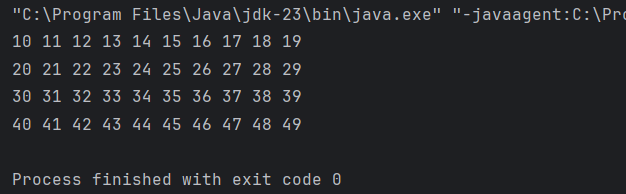 "C:\Program Files\Java\jdk-23\bin\java.exe" "-javaagent:C:\Pro
10 11 12 13 14 15 16 17 18 19
20 21 22 23 24 25 26 27 28 29
30 31 32 33 34 35 36 37 38 39
40 41 42 43 44 45 46 47 48 49
Process finished with exit code 0